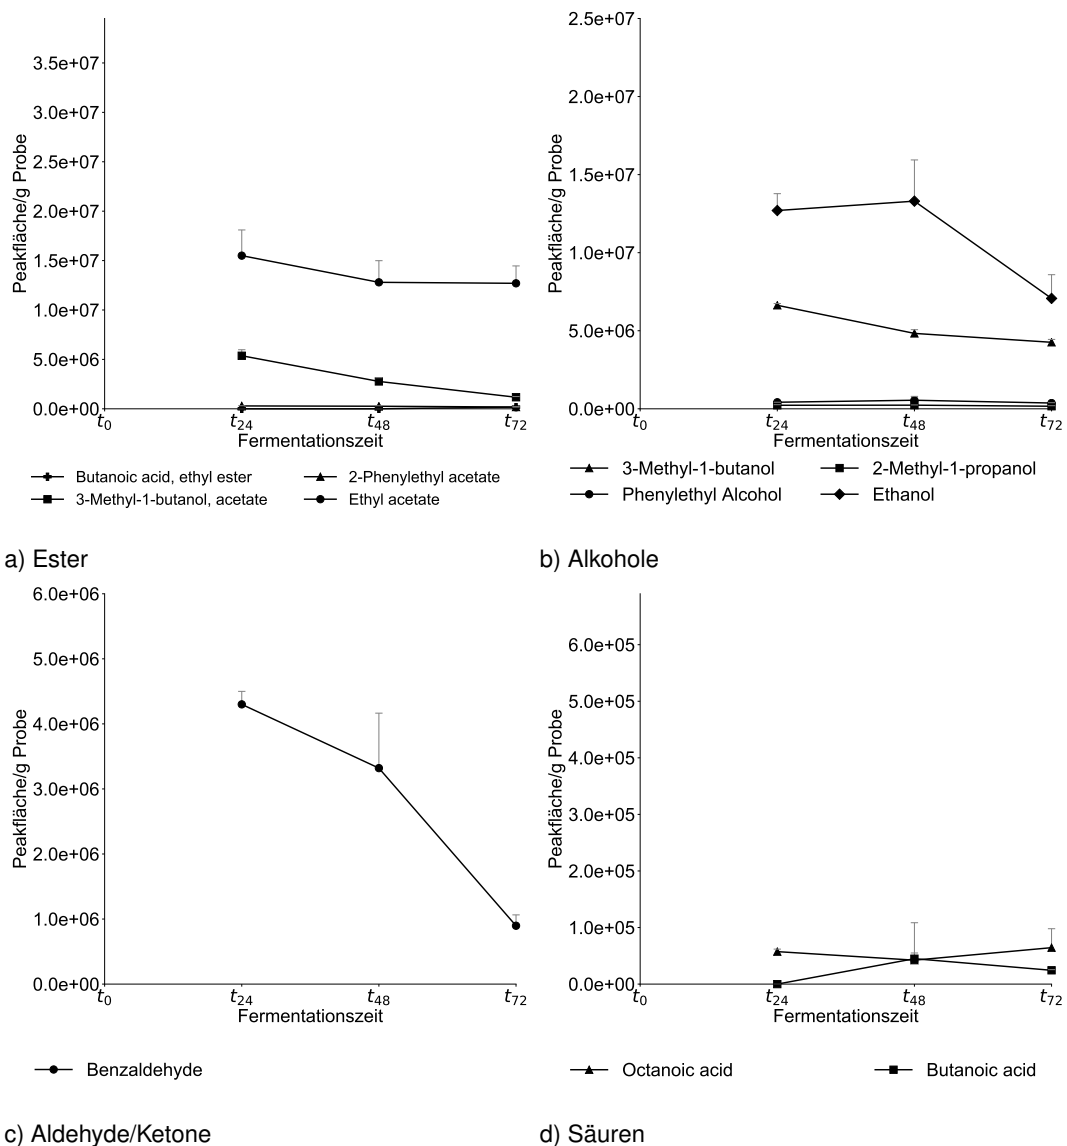 3.5e+07
3.0e+07
2.5e+07
2.0e+07
1.5e+07
1.0e+07
5.0e+06
0.0e+00
Peakfläche/g Probe
t0 t24 t48 t72
Fermentationszeit
Butanoic acid, ethyl ester 2-Phenylethyl acetate
3-Methyl-1-butanol, acetate Ethyl acetate
a) Ester
2.5e+07
2.0e+07
1.5e+07
1.0e+07
5.0e+06
0.0e+00
Peakfläche/g Probe
t0 t24 t48 t72
Fermentationszeit
3-Methyl-1-butanol 2-Methyl-1-propanol
Phenylethyl Alcohol Ethanol
b) Alkohole
6.0e+06
5.0e+06
4.0e+06
3.0e+06
2.0e+06
1.0e+06
0.0e+00
Peakfläche/g Probe
t0 t24 t48 t72
Fermentationszeit
Benzaldehyde
c) Aldehyde/Ketone
6.0e+05
5.0e+05
4.0e+05
3.0e+05
2.0e+05
1.0e+05
0.0e+00
Peakfläche/g Probe
t0 t24 t48 t72
Fermentationszeit
Octanoic acid Butanoic acid
d) Säuren